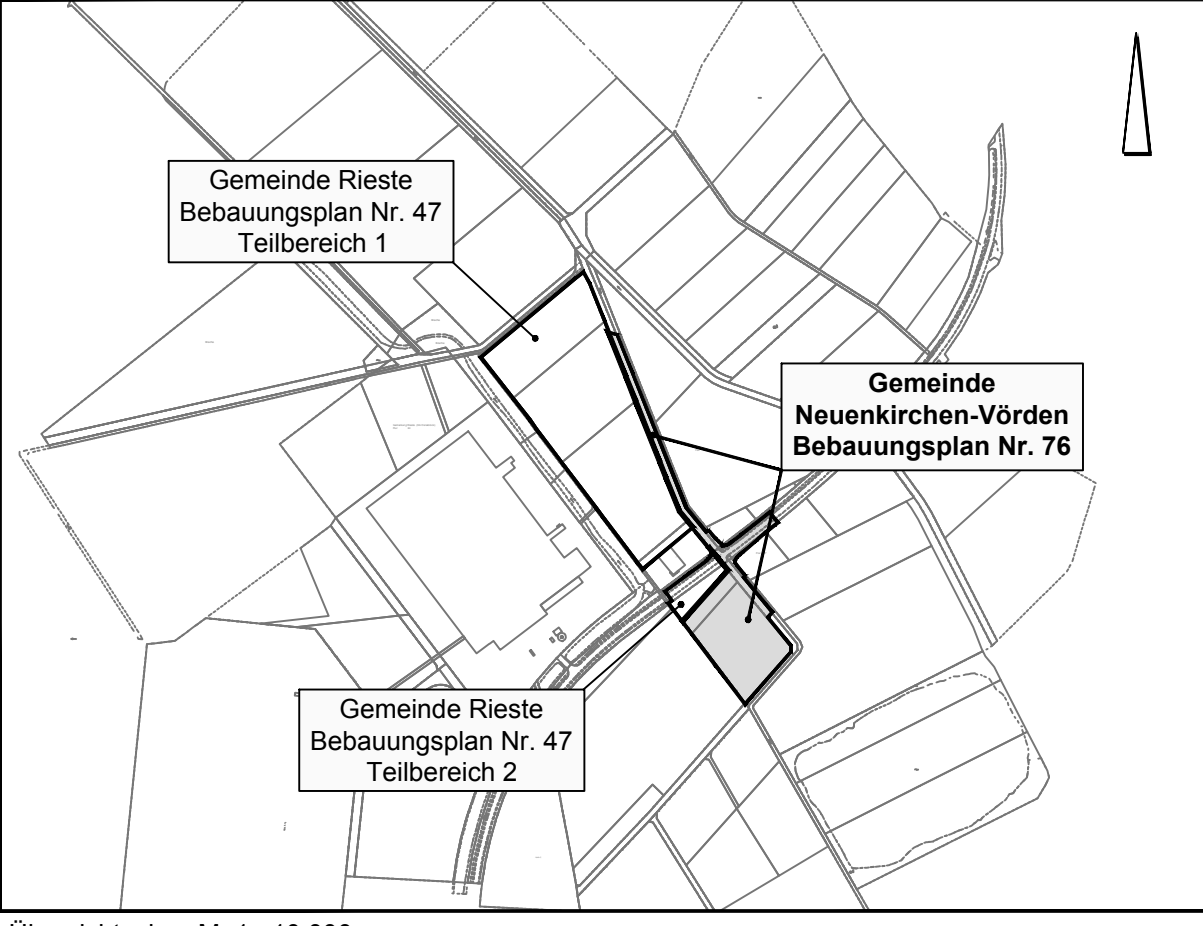 Gemeinde Rieste
Bebauungsplan Nr. 47
Teilbereich 1
Gemeinde
Neuenkirchen-Vörden
Bebauungsplan Nr. 76
Gemeinde Rieste
Bebauungsplan Nr. 47
Teilbereich 2